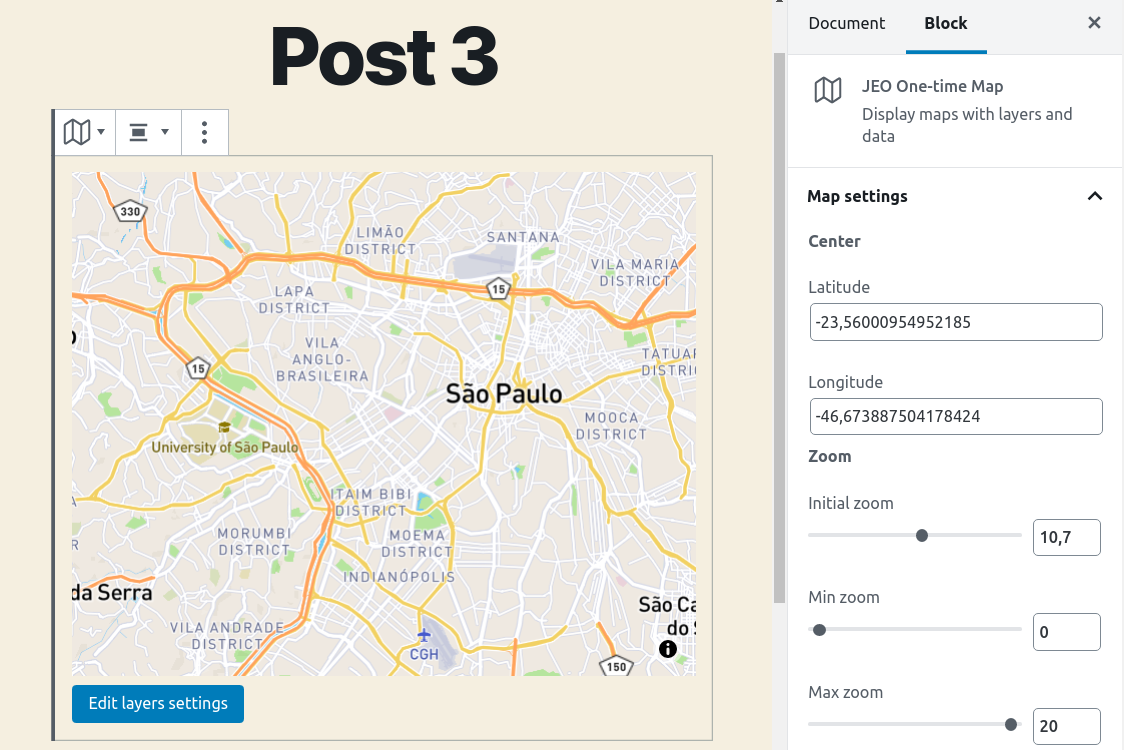 Post 3
330
LIMÃO
DISTRICT
SANTANA
VILA MARIA
DISTRICT
LAPA
DISTRICT
15
VILA
ANGLO-
BRASILEIRA
TATUAP
DISTRIC
15
São Paulo
MOOCA
DISTRICT
University of São Paulo
ITAIM BIBI
DISTRICT
MORUMBI
DISTRICT
MOEMA
DISTRICT
INDIANÓPOLIS
da Serra
São Ca
do S
VILA ANDRADE
DISTRICT
CGH
150
Edit layers settings
Document
Block
JEO One-time Map
Display maps with layers and
data
Map settings
Center
Latitude
-23,56000954952185
Longitude
-46,673887504178424
Zoom
Initial zoom
10,7
Min zoom
0
Max zoom
20